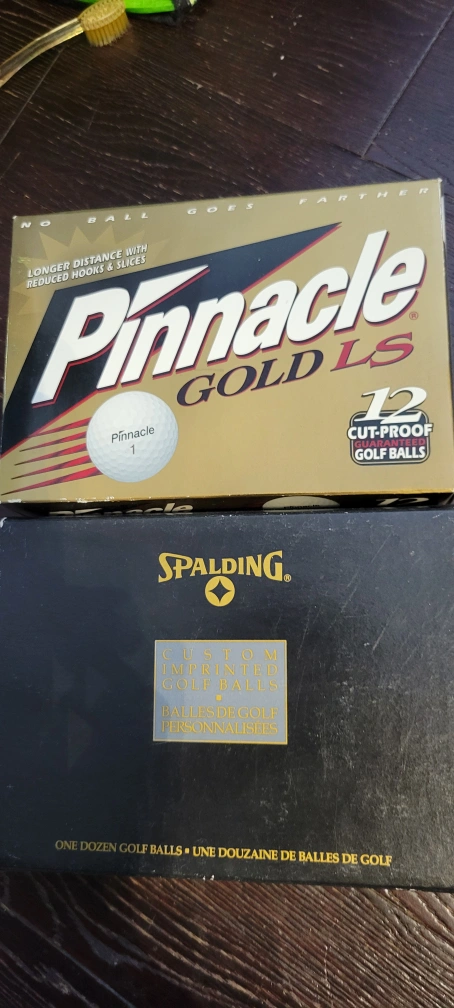 NO BALL GOES FARTHER
LONGER DISTANCE WITH
REDUCED HOOKS & SLICES
Pinnacle®
GOLD LS
Pinnacle
1
12
CUT-PROOF
GUARANTEED
GOLF BALLS
Pinnacle
12
SPALDING®
CUSTOM
IMPRINTED
GOLF BALLS
BALLES DE GOLF
PERSONNALISÉES
ONE DOZEN GOLF BALLS ▪ UNE DOUZAINE DE BALLES DE GOLF